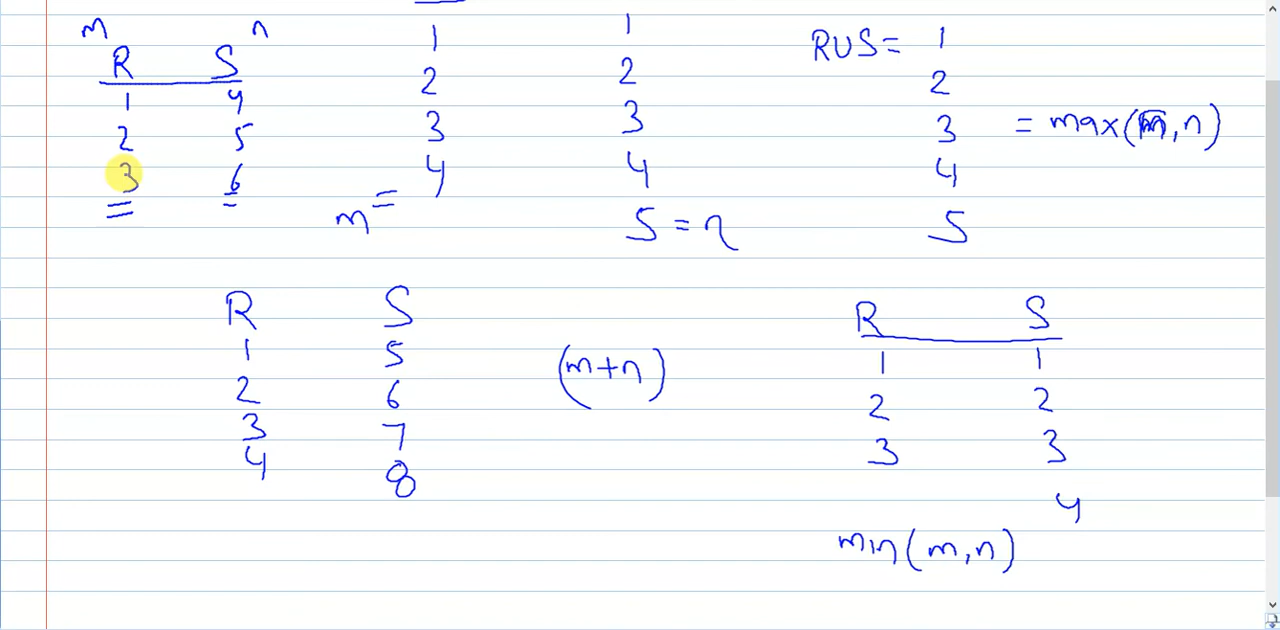 m n
R S
1 4
2 5
3 6
1
2
3
4
m =
1
2
3
4
5 = n
RUS = 1
2
3 = max(m,n)
4
5
R S
1 5
2 6
3 7
4 8
(m+n)
R S
1 1
2 2
3 3
4
min(m,n)